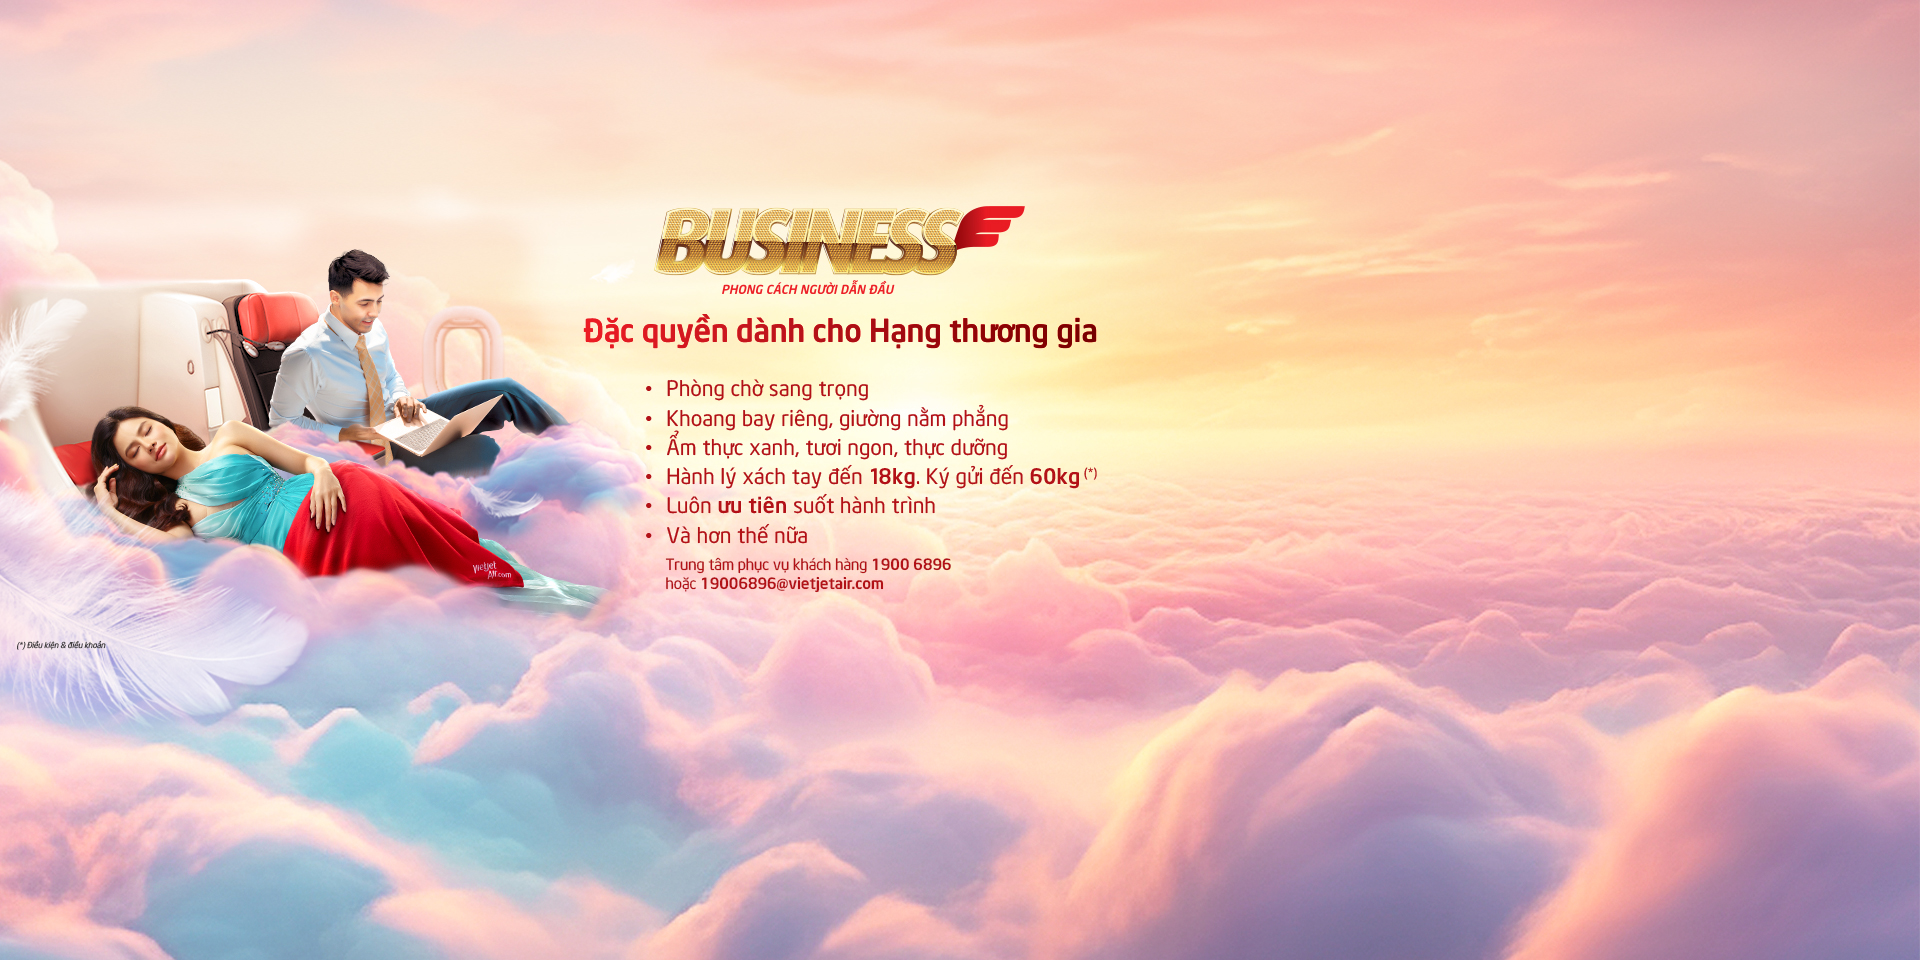 BUSINESS
PHONG CÁCH NGƯỜI DẪN ĐẦU
Đặc quyền dành cho Hạng thương gia
• Phòng chờ sang trọng
• Khoang bay riêng, giường nằm phẳng
• Ẩm thực xanh, tươi ngon, thực dưỡng
• Hành lý xách tay đến 18kg. Ký gửi đến 60kg (*)
• Luôn ưu tiên suốt hành trình
• Và hơn thế nữa
Trung tâm phục vụ khách hàng 1900 6896
hoặc 19006896@vietjetair.com
Vietjet
Air.com
(*) Điều kiện & điều khoản